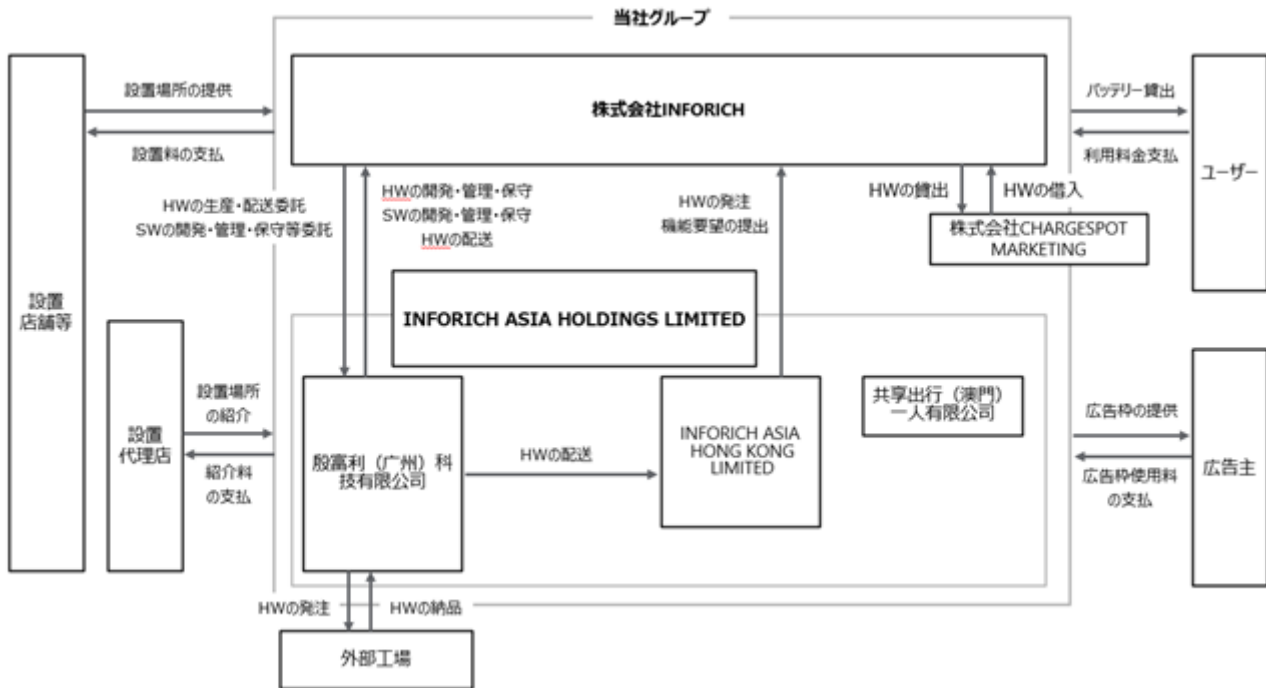 当社グループ
株式会社INFORICH
設置場所の提供
設置料の支払
バッテリー貸出
利用料金支払
ユーザー
HWの生産・配送委託
SWの開発・管理・保守等委託
HWの開発・管理・保守
SWの開発・管理・保守
HWの配送
HWの発注
機能要望の提出
HWの貸出
HWの借入
株式会社CHARGESPOT
MARKETING
設置
店舗等
INFORICH ASIA HOLDINGS LIMITED
設置
代理店
設置場所
の紹介
紹介料
の支払
殷富利（广州）科
技有限公司
HWの配送
INFORICH ASIA
HONG KONG
LIMITED
共享出行（澳門）
一人有限公司
広告枠の提供
広告枠使用料
の支払
広告主
HWの発注
HWの納品
外部工場